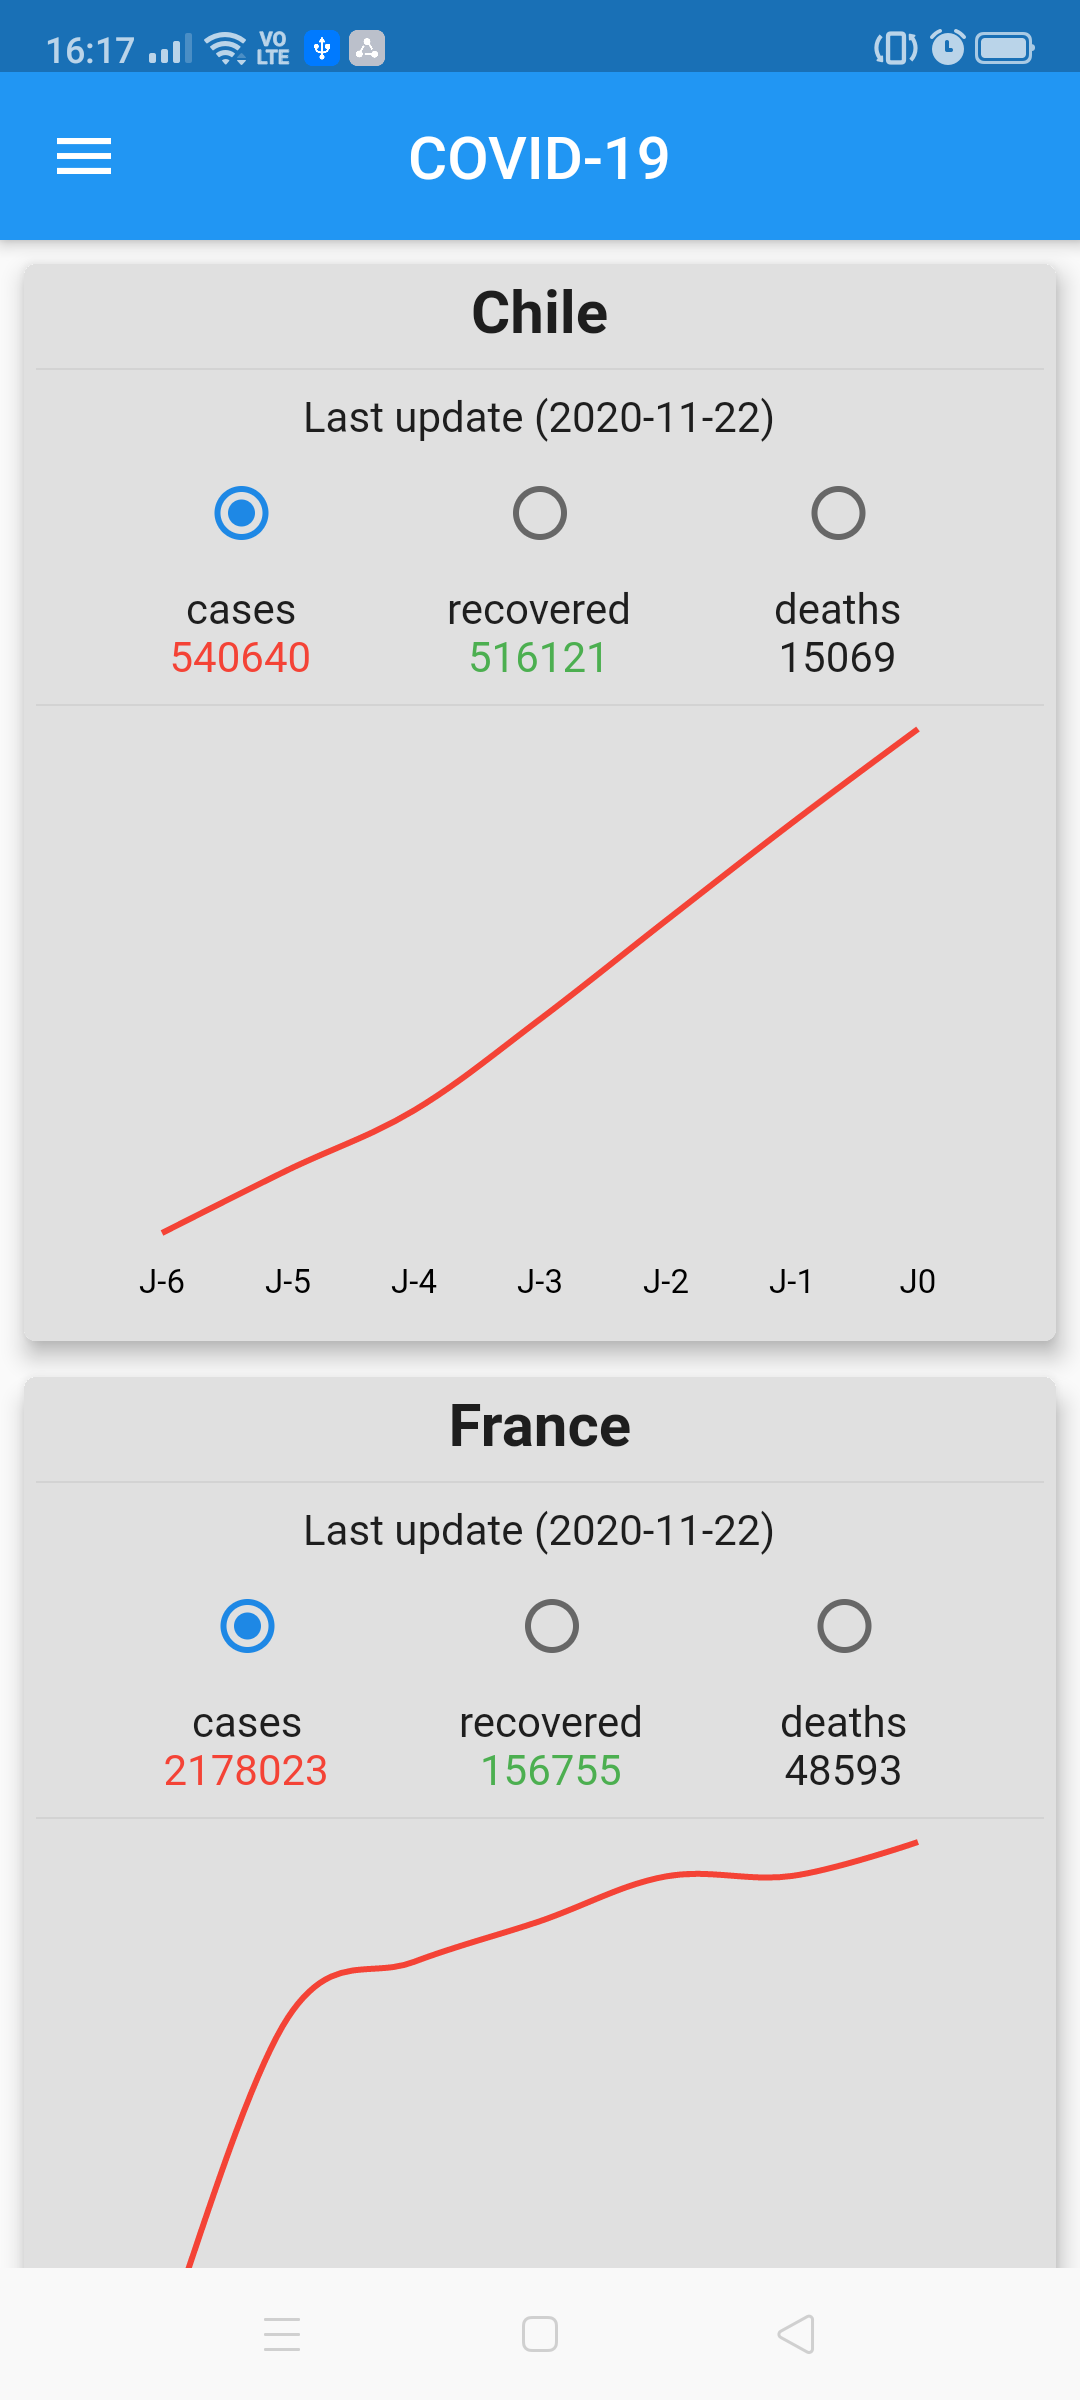 16:17 VO LTE
COVID-19
Chile
Last update (2020-11-22)
cases recovered deaths
540640 516121 15069
J-6 J-5 J-4 J-3 J-2 J-1 J0
France
Last update (2020-11-22)
cases recovered deaths
2178023 156755 48593